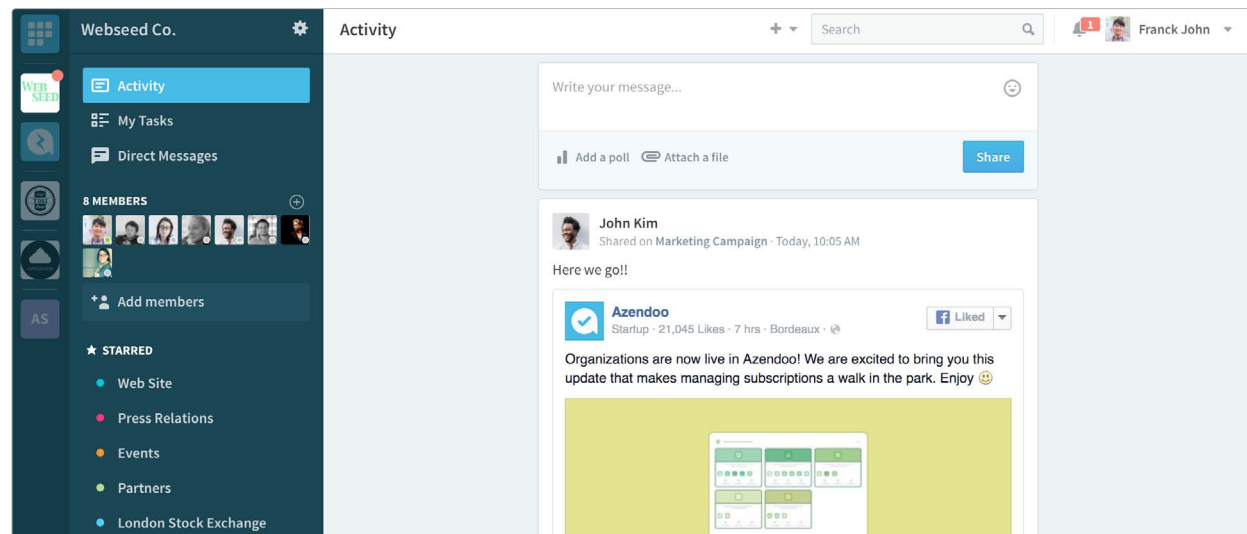 Webseed Co.
Activity
Search
1
Franck John
WEB
SEED
Activity
My Tasks
Direct Messages
8 MEMBERS
Add members
AS
STARRED
Web Site
Press Relations
Events
Partners
London Stock Exchange
Write your message...
Add a poll
Attach a file
Share
John Kim
Shared on Marketing Campaign · Today, 10:05 AM
Here we go!!
Azendoo
Startup · 21,045 Likes · 7 hrs · Bordeaux ·
Liked
Organizations are now live in Azendoo! We are excited to bring you this
update that makes managing subscriptions a walk in the park. Enjoy